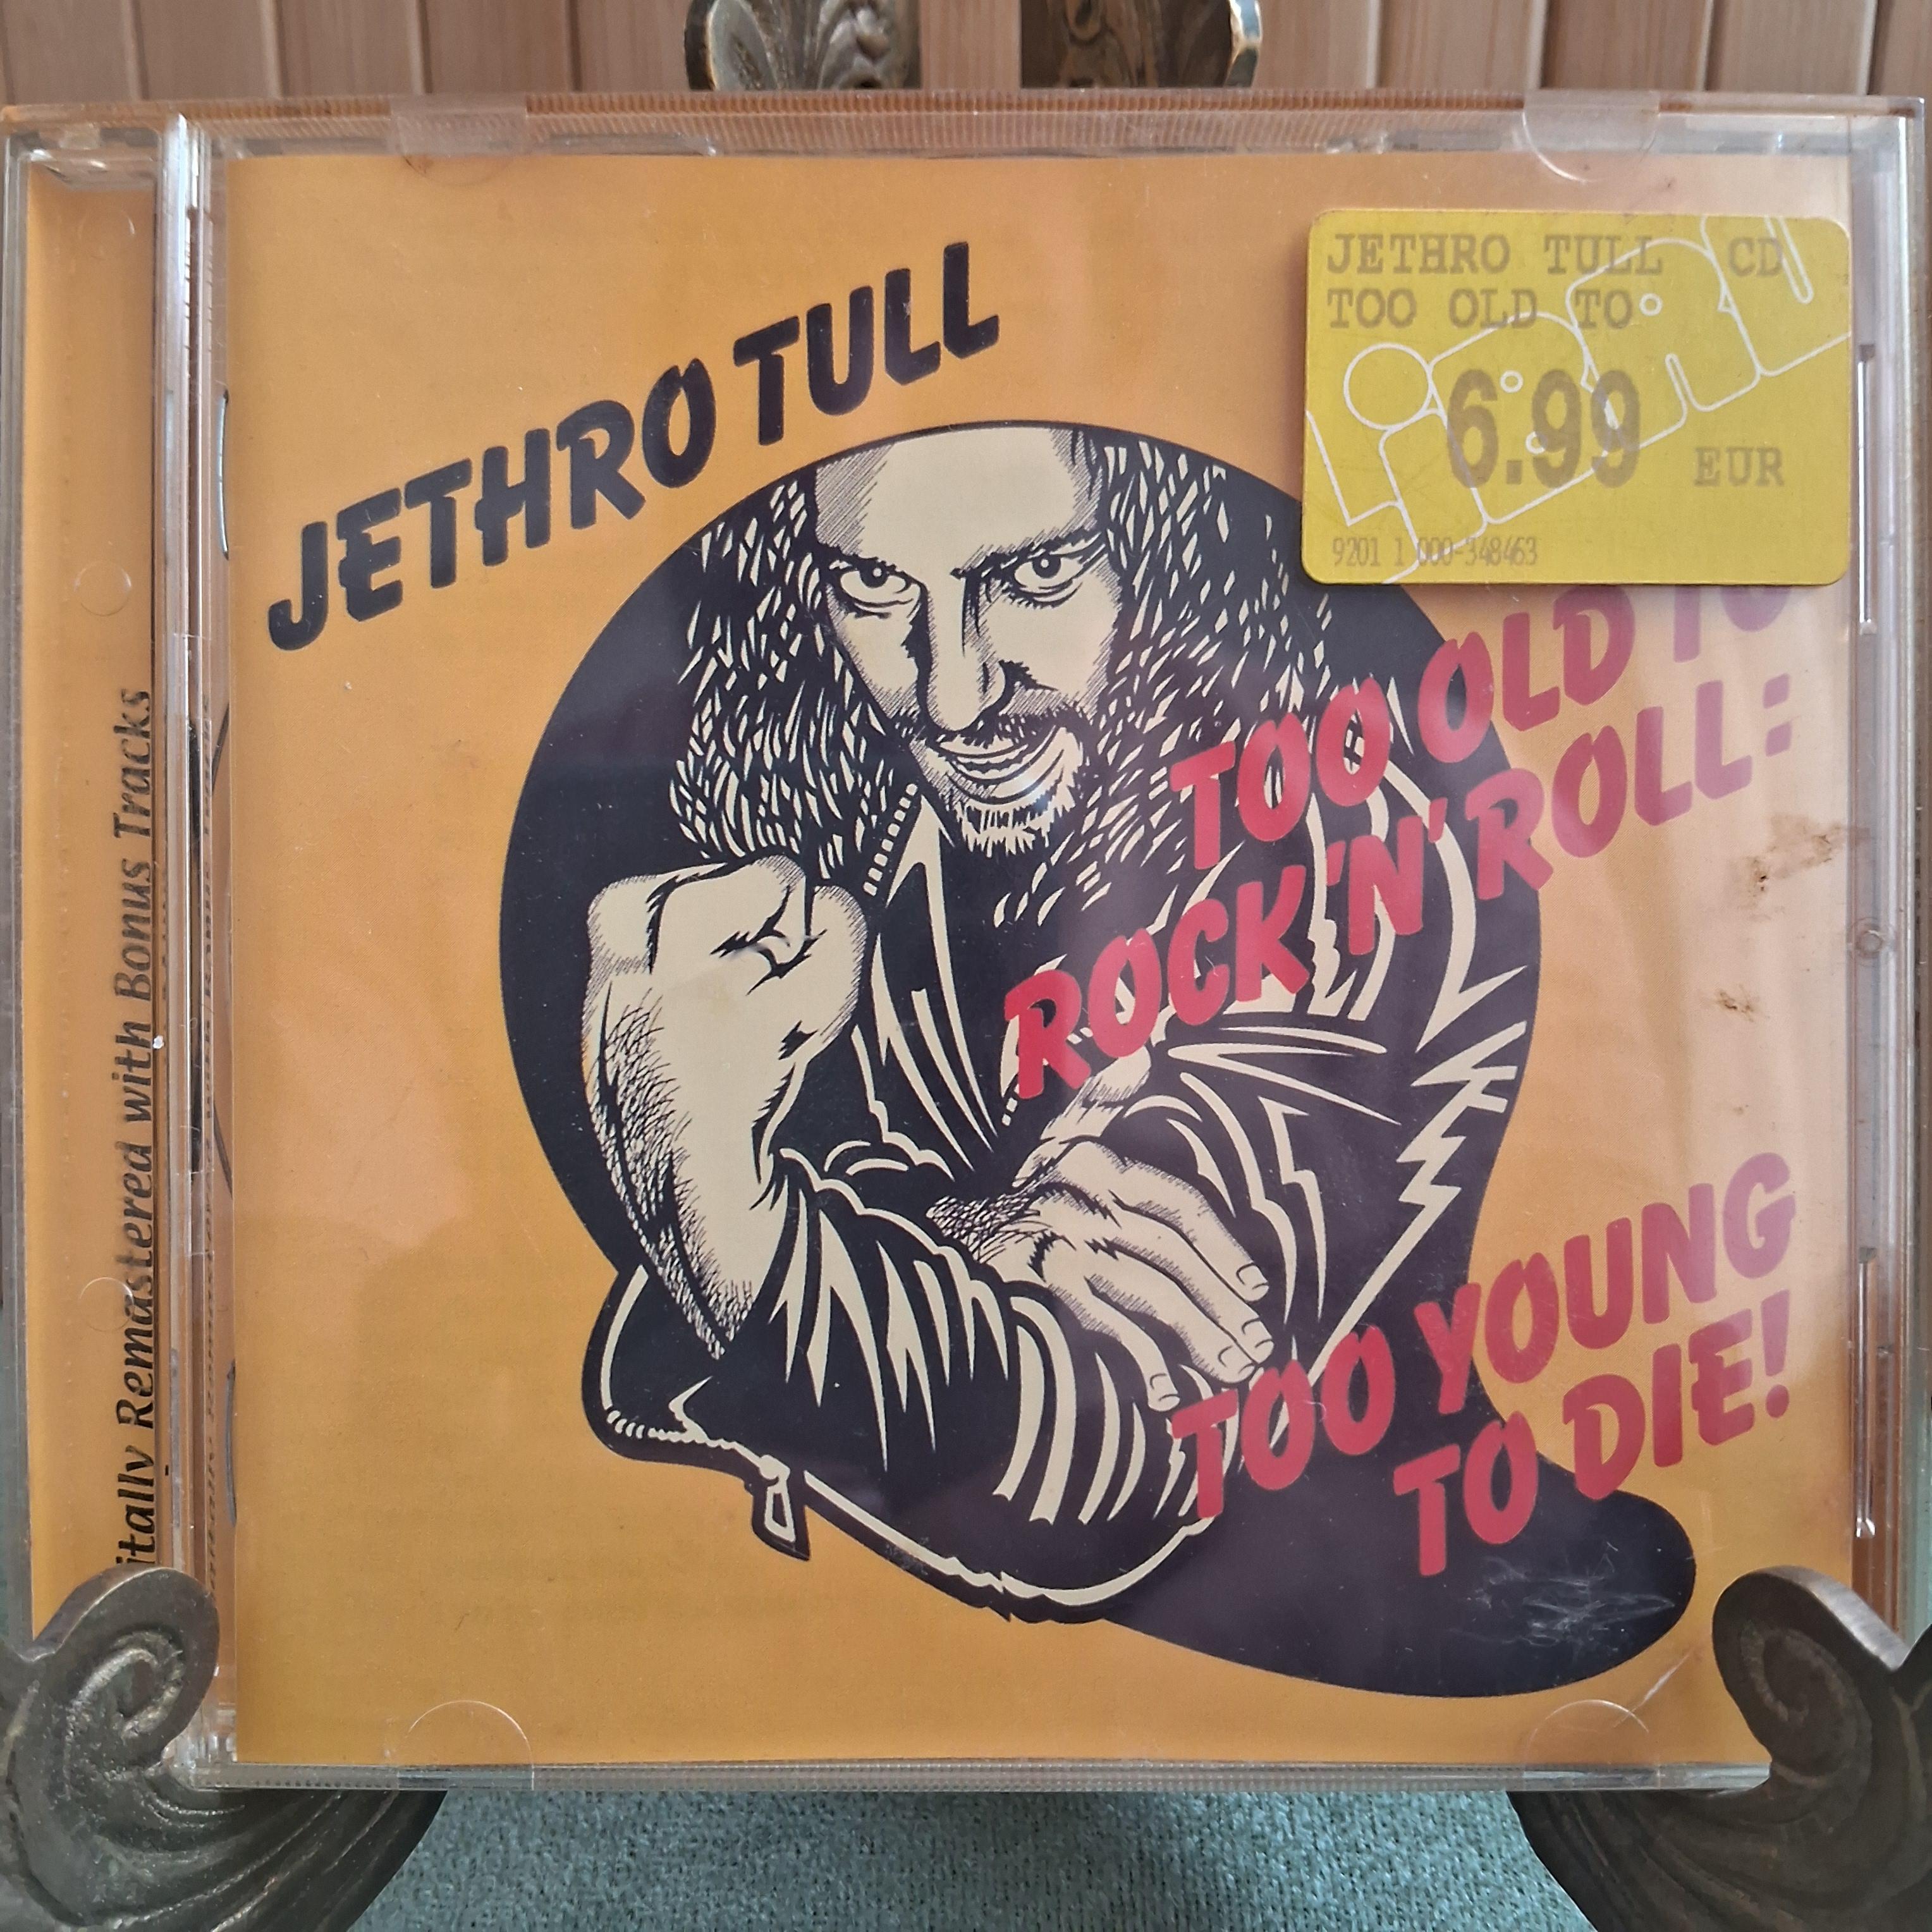 JETHRO TULL
JETHRO TULL CD
TOO OLD TO
6.99 EUR
9201 1 000-348463
TOO OLD TO
ROCK'N'ROLL:
TOO YOUNG
TO DIE!
itally Remastered with Bonus Tracks